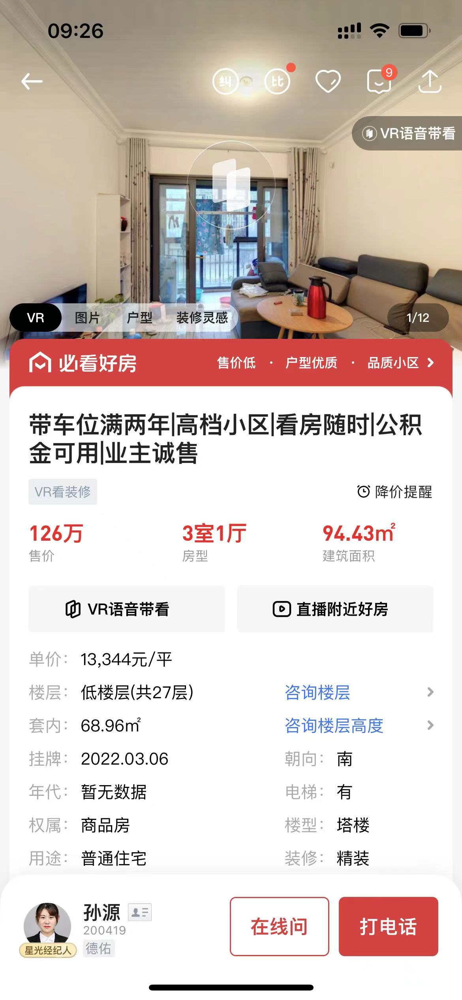 09:26
纠
比
9
VR语音带看
VR
图片
户型
装修灵感
1/12
必看好房
售价低 · 户型优质 · 品质小区
带车位满两年|高档小区|看房随时|公积
金可用|业主诚售
VR看装修
降价提醒
126万
售价
3室1厅
房型
94.43㎡
建筑面积
VR语音带看
直播附近好房
单价：13,344元/平
楼层：低楼层(共27层)
咨询楼层
套内：68.96㎡
咨询楼层高度
挂牌：2022.03.06
朝向：南
年代：暂无数据
电梯：有
权属：商品房
楼型：塔楼
用途：普通住宅
装修：精装
孙源
200419
德佑
星光经纪人
在线问
打电话